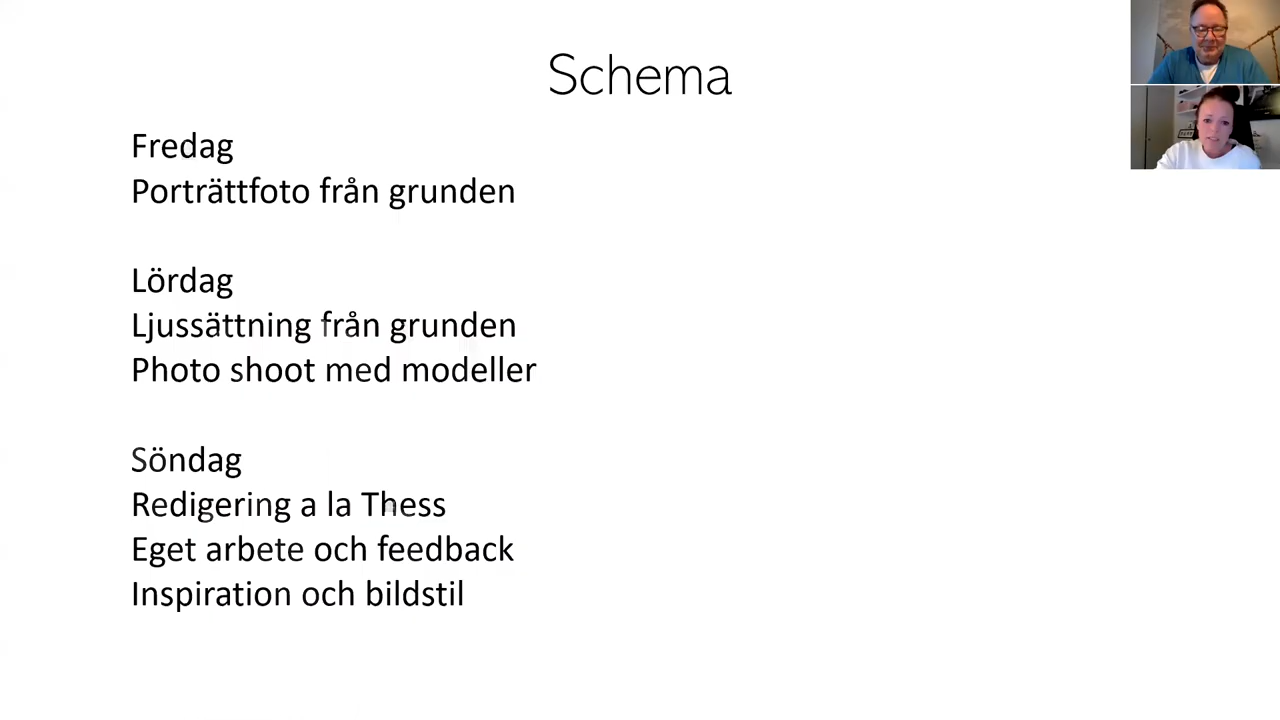 Schema
Fredag
Porträttfoto från grunden
Lördag
Ljussättning från grunden
Photo shoot med modeller
Söndag
Redigering a la Thess
Eget arbete och feedback
Inspiration och bildstil